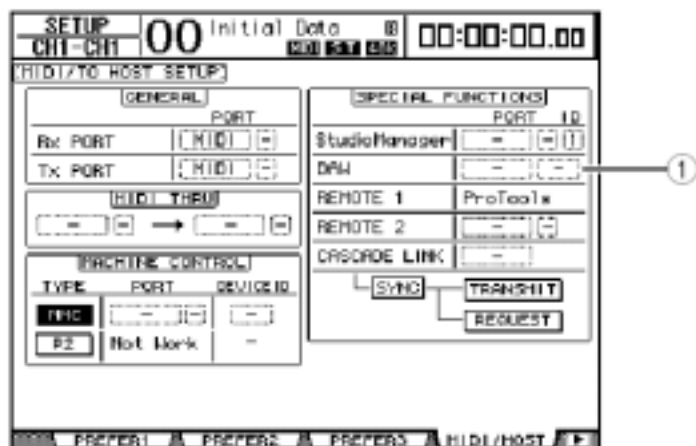 SETUP
CH1-CH1
00 Initial Data
MIDI ST 48k
00:00:00.00
MIDI/TO HOST SETUP
GENERAL
PORT
Rx PORT MIDI -
Tx PORT MIDI -
MIDI THRU
- - → - -
MACHINE CONTROL
TYPE PORT DEVICE ID
MMC - - -
P2 Not Work -
SPECIAL FUNCTIONS
PORT ID
StudioManager - - 1
DAW - -
REMOTE 1 ProTools
REMOTE 2 - -
CASCADE LINK -
SYNC TRANSMIT
REQUEST
1
PREFER1 PREFER2 PREFER3 MIDI/HOST